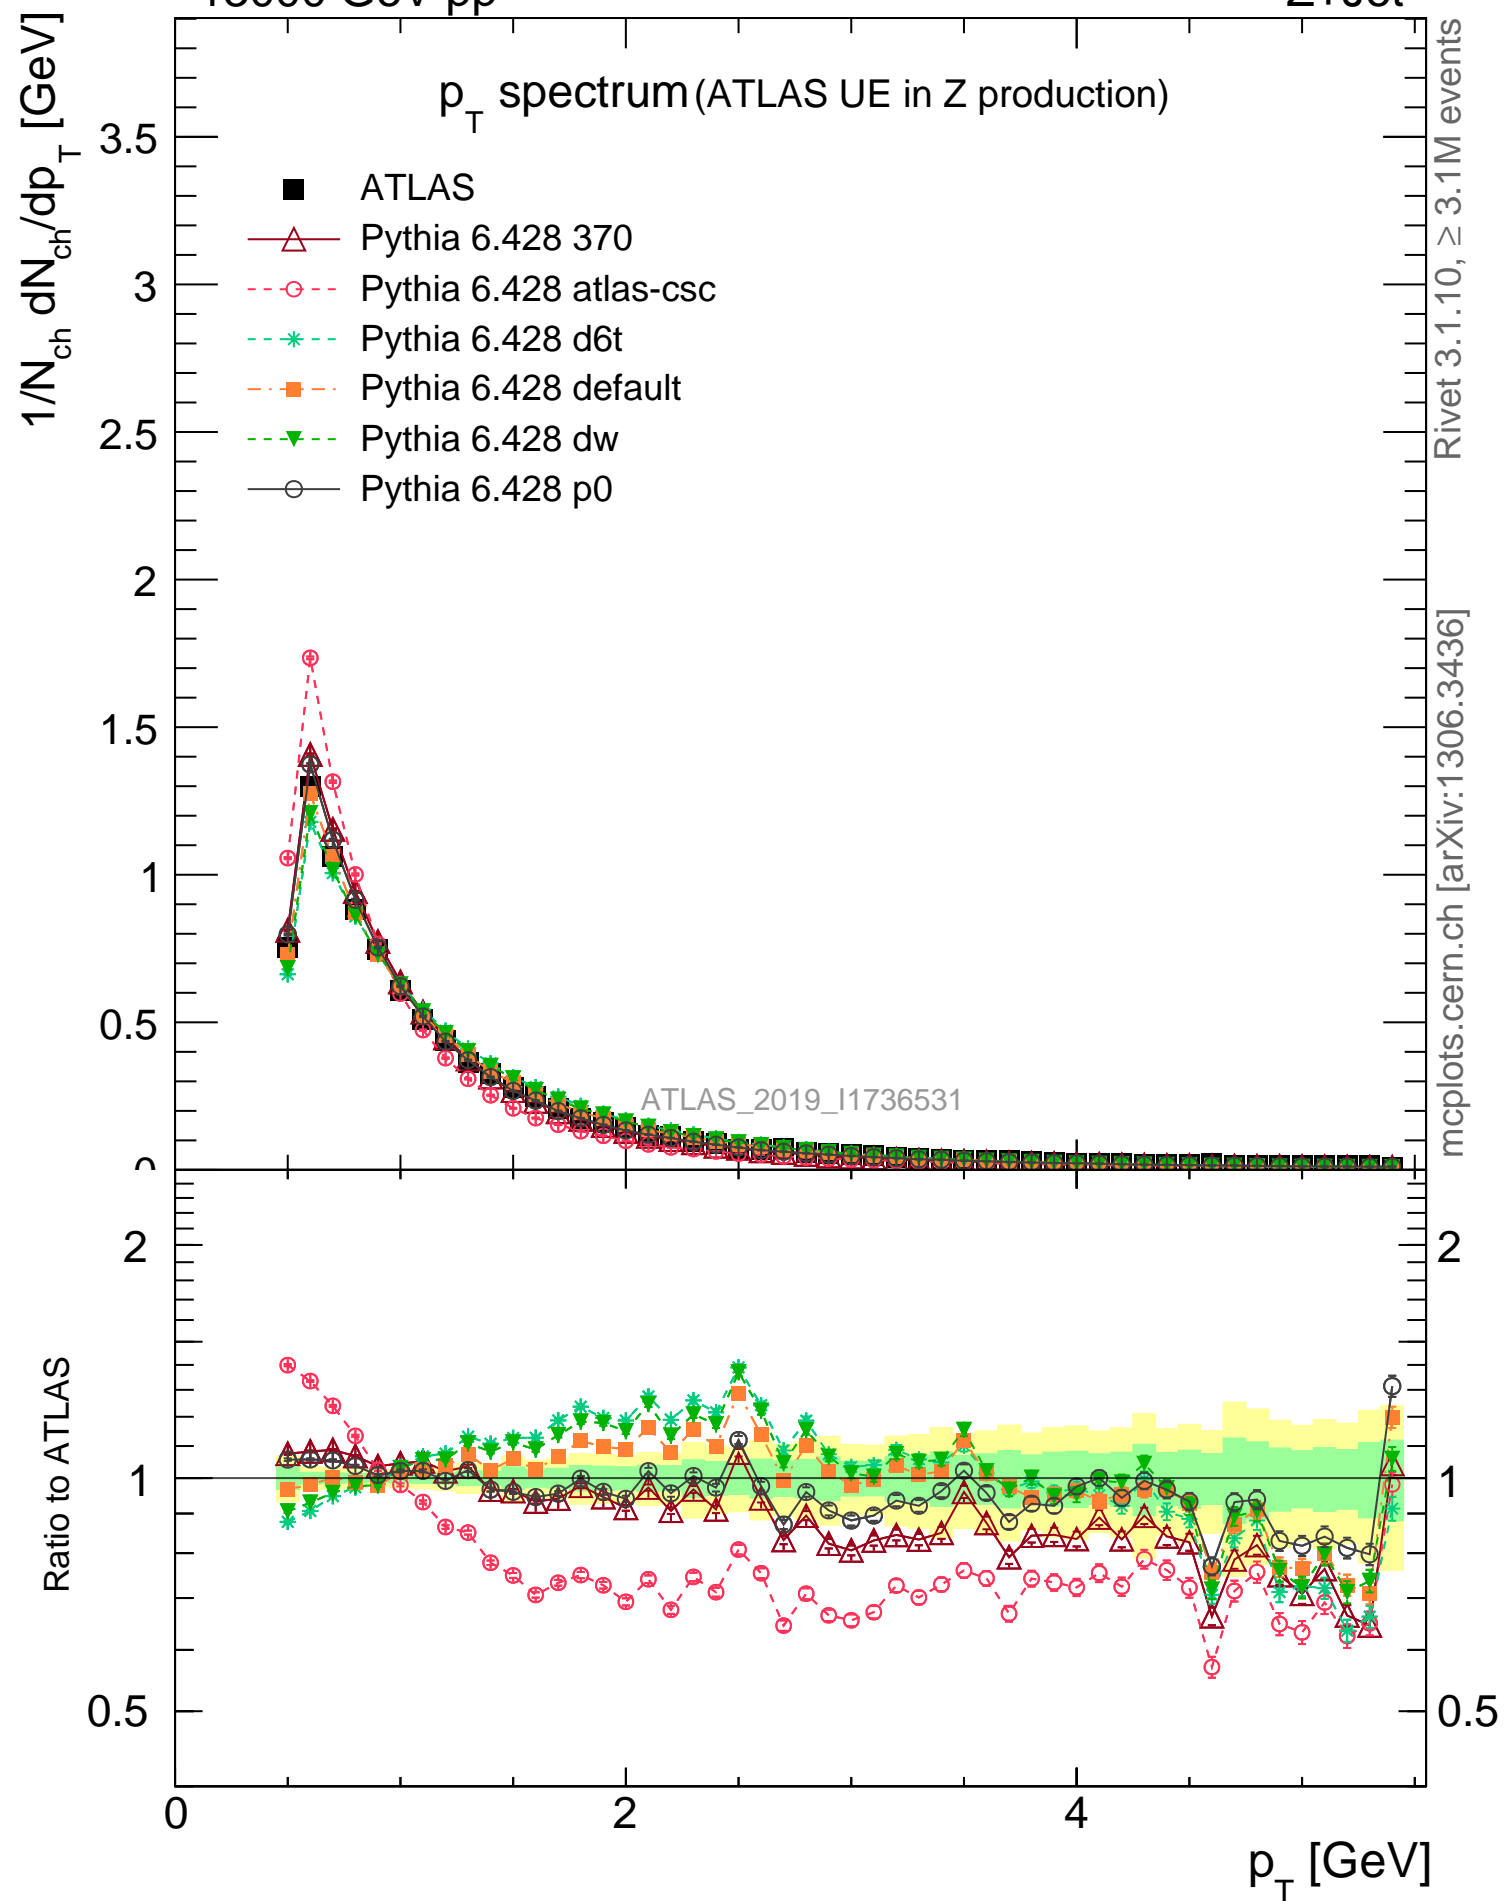 13000 GeV pp
Z+Jet
p_T spectrum (ATLAS UE in Z production)
1/N_ch dN_ch/dp_T [GeV]
ATLAS
Pythia 6.428 370
Pythia 6.428 atlas-csc
Pythia 6.428 d6t
Pythia 6.428 default
Pythia 6.428 dw
Pythia 6.428 p0
3.5
3
2.5
2
1.5
1
0.5
0
ATLAS_2019_I1736531
Rivet 3.1.10, ≥ 3.1M events
mcplots.cern.ch [arXiv:1306.3436]
Ratio to ATLAS
2
1
0.5
2
1
0.5
0
2
4
p_T [GeV]